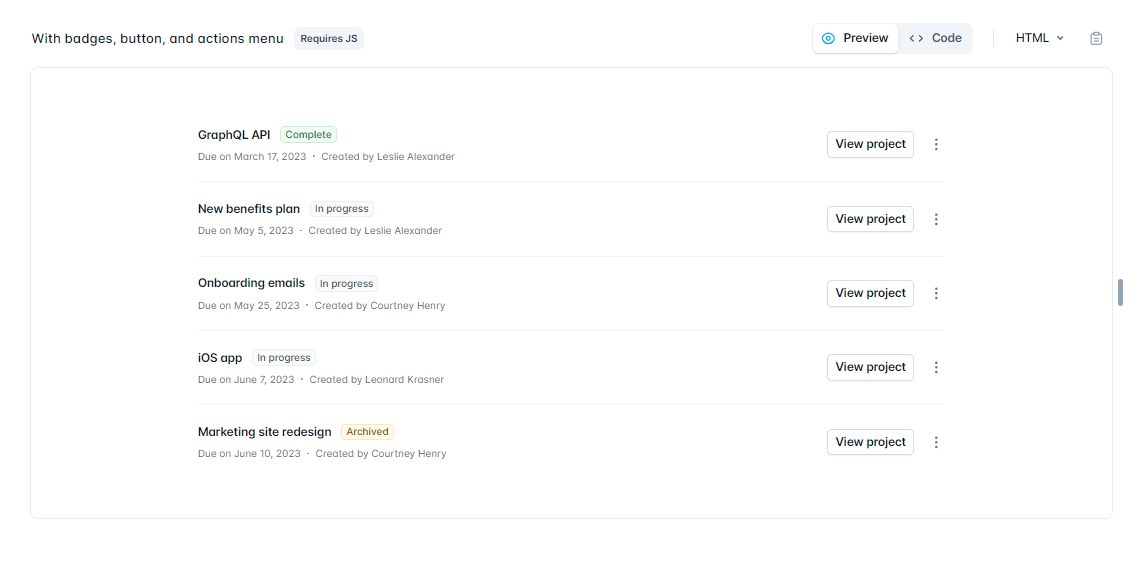 With badges, button, and actions menu Requires JS Preview Code HTML
GraphQL API Complete
Due on March 17, 2023 · Created by Leslie Alexander
View project
New benefits plan In progress
Due on May 5, 2023 · Created by Leslie Alexander
View project
Onboarding emails In progress
Due on May 25, 2023 · Created by Courtney Henry
View project
iOS app In progress
Due on June 7, 2023 · Created by Leonard Krasner
View project
Marketing site redesign Archived
Due on June 10, 2023 · Created by Courtney Henry
View project